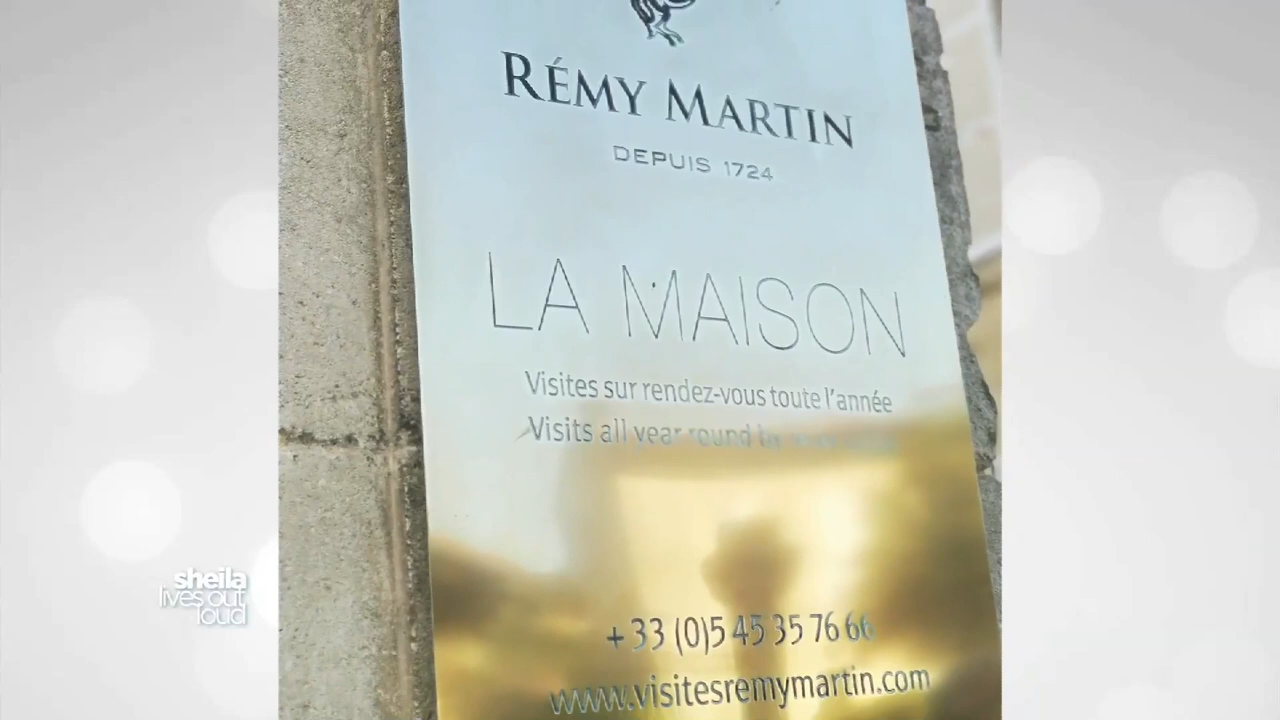 RÉMY MARTIN
DEPUIS 1724
LA MAISON
Visites sur rendez-vous toute l'année
Visits all year round
+33 (0)5 45 35 76 66
www.visitesremymartin.com
sheila
lives out
loud